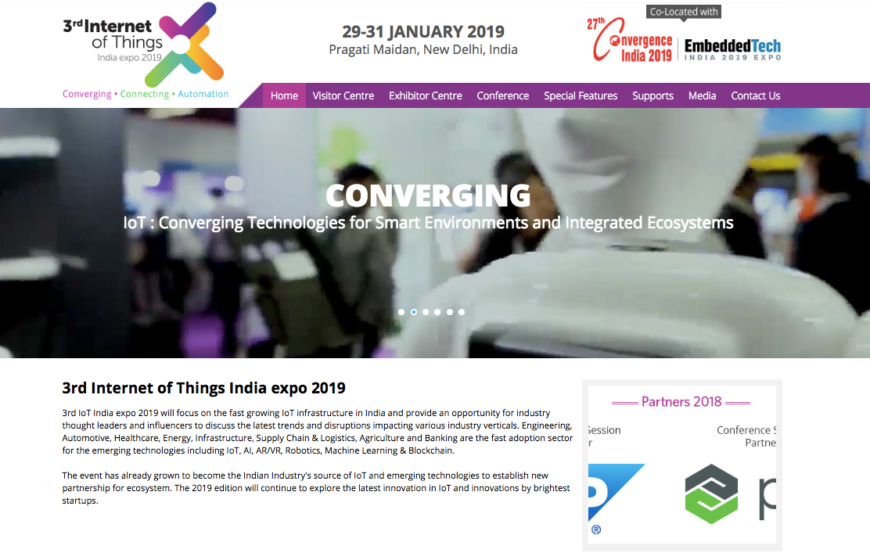 3rd Internet
of Things
India expo 2019
Converging • Connecting • Automation
29-31 JANUARY 2019
Pragati Maidan, New Delhi, India
Co-Located with
27th
Convergence
India 2019
EmbeddedTech
INDIA 2019 EXPO
Home Visitor Centre Exhibitor Centre Conference Special Features Supports Media Contact Us
CONVERGING
IoT : Converging Technologies for Smart Environments and Integrated Ecosystems
3rd Internet of Things India expo 2019
3rd IoT India expo 2019 will focus on the fast growing IoT infrastructure in India and provide an opportunity for industry
thought leaders and influencers to discuss the latest trends and disruptions impacting various industry verticals. Engineering,
Automotive, Healthcare, Energy, Infrastructure, Supply Chain & Logistics, Agriculture and Banking are the fast adoption sector
for the emerging technologies including IoT, AI, AR/VR, Robotics, Machine Learning & Blockchain.
The event has already grown to become the Indian Industry's source of IoT and emerging technologies to establish new
partnership for ecosystem. The 2019 edition will continue to explore the latest innovation in IoT and innovations by brightest
startups.
Partners 2018
Session
r
Conference S
Partne
P
®
p